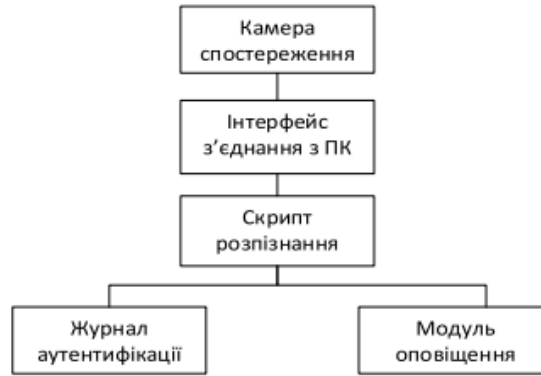 Камера
спостереження
Інтерфейс
з’єднання з ПК
Скрипт
розпізнання
Журнал
аутентифікації
Модуль
оповіщення